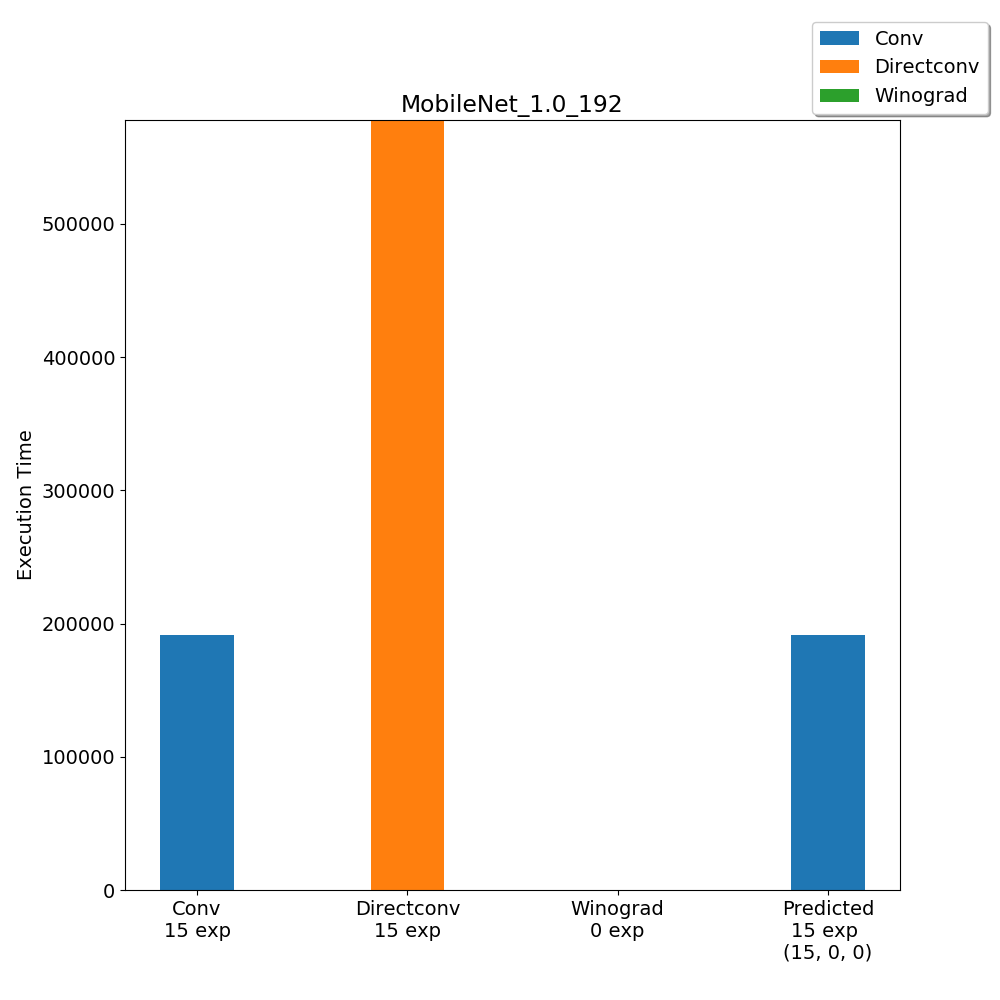 Conv
Directconv
Winograd
MobileNet_1.0_192
Execution Time
500000
400000
300000
200000
100000
0
Conv
15 exp
Directconv
15 exp
Winograd
0 exp
Predicted
15 exp
(15, 0, 0)